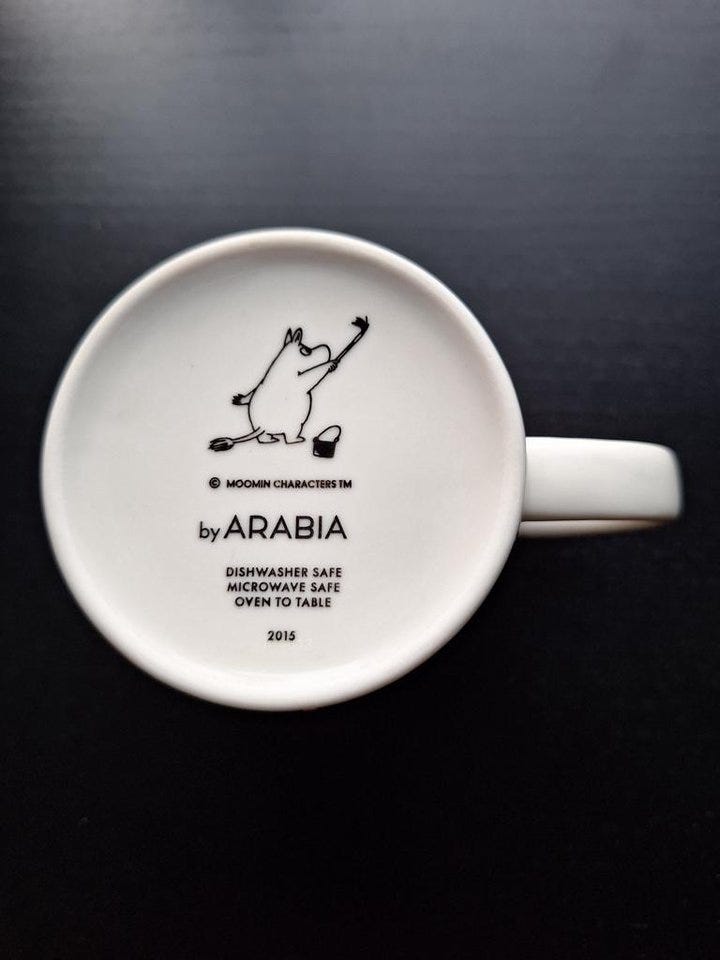 © MOOMIN CHARACTERS TM
by ARABIA
DISHWASHER SAFE
MICROWAVE SAFE
OVEN TO TABLE
2015